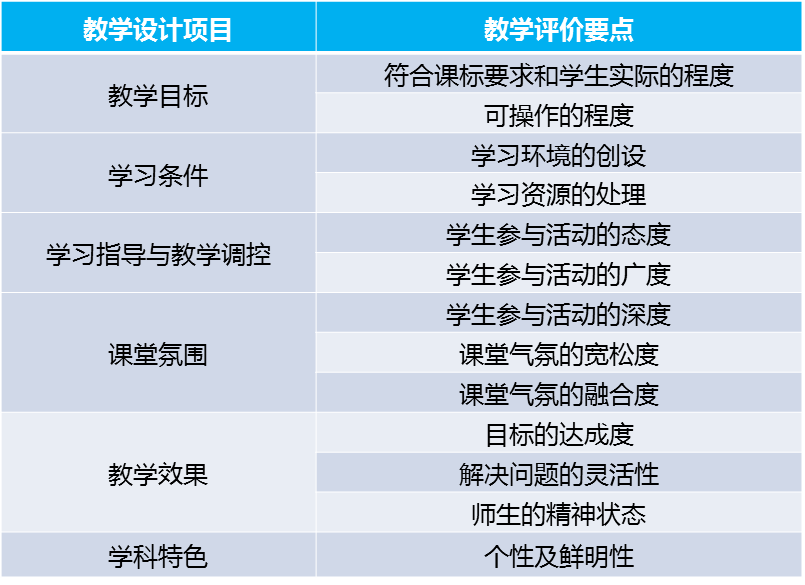 教学设计项目
教学评价要点
教学目标
符合课标要求和学生实际的程度
可操作的程度
学习条件
学习环境的创设
学习资源的处理
学习指导与教学调控
学生参与活动的态度
学生参与活动的广度
课堂氛围
学生参与活动的深度
课堂气氛的宽松度
课堂气氛的融合度
教学效果
目标的达成度
解决问题的灵活性
师生的精神状态
学科特色
个性及鲜明性